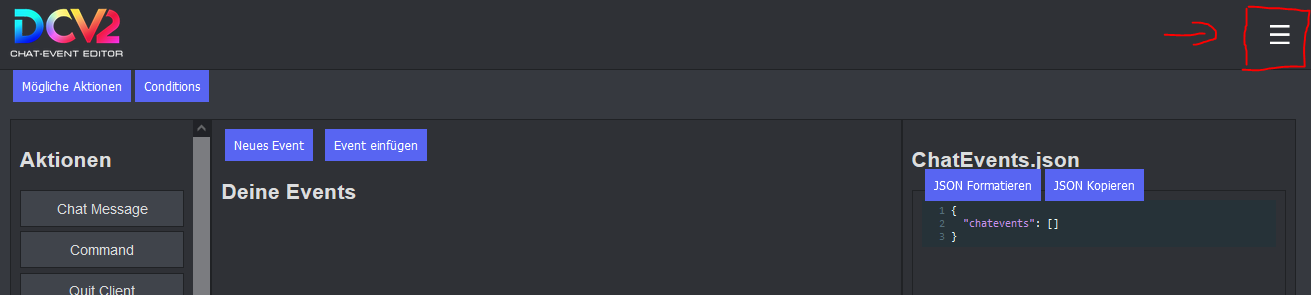 DCV2
CHAT-EVENT EDITOR
Mögliche Aktionen
Conditions
Aktionen
Chat Message
Command
Quit Client
Neues Event
Event einfügen
Deine Events
ChatEvents.json
JSON Formatieren
JSON Kopieren
1 {
2 "chatevents": []
3 }